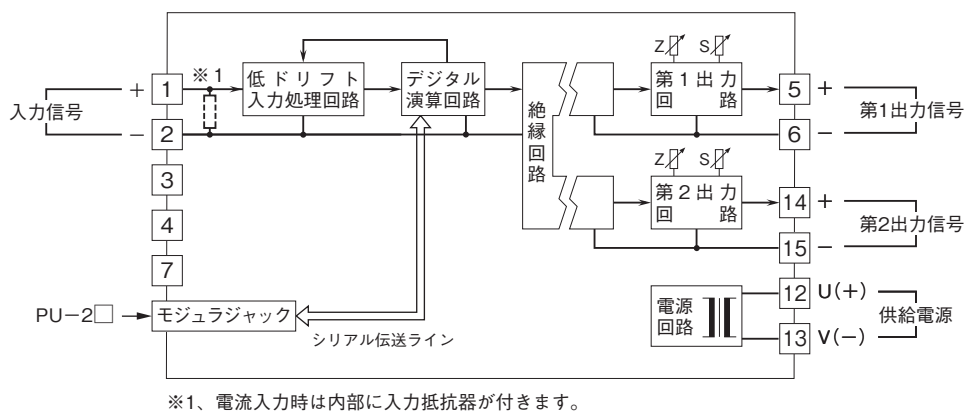 ※1
低ドリフト
入力処理回路
デジタル
演算回路
絶縁回路
Z
S
第1出力
回路
Z
S
第2出力
回路
電源
回路
入力信号
+
−
1
2
3
4
7
PU−2□
モジュラジャック
シリアル伝送ライン
5
+
6
−
第1出力信号
14
+
15
−
第2出力信号
12
U(+)
13
V(−)
供給電源
※1、電流入力時は内部に入力抵抗器が付きます。